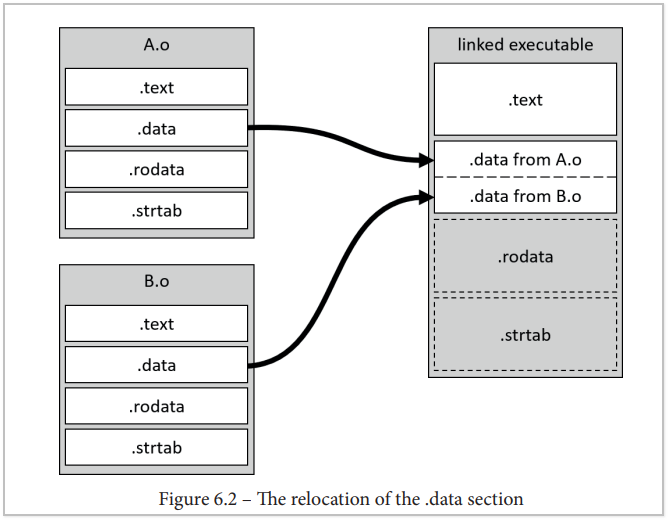 A.o
.text
.data
.rodata
.strtab
B.o
.text
.data
.rodata
.strtab
linked executable
.text
.data from A.o
.data from B.o
.rodata
.strtab
Figure 6.2 – The relocation of the .data section